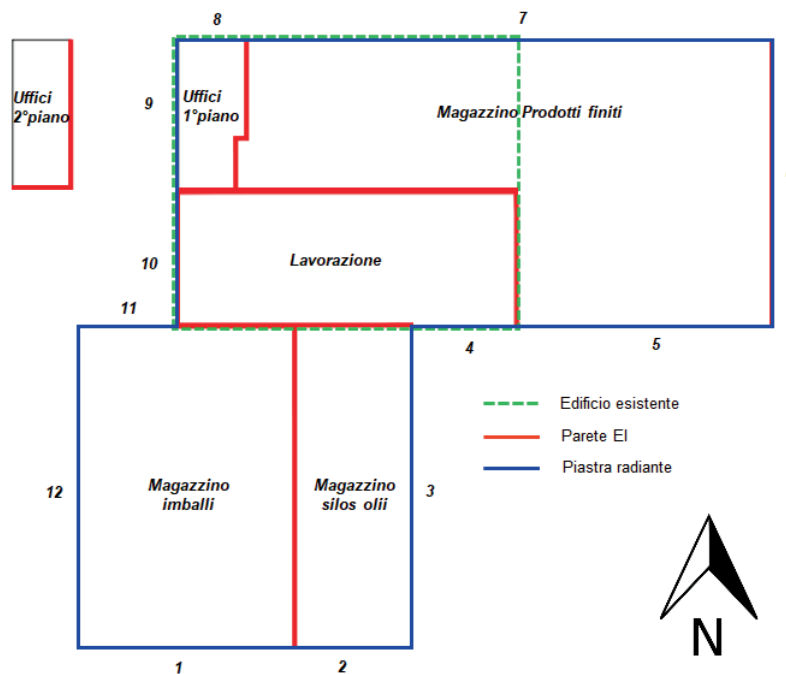 8
7
Uffici
2°piano
9
Uffici
1°piano
Magazzino Prodotti finiti
10
Lavorazione
11
4
5
Edificio esistente
Parete EI
Piastra radiante
12
Magazzino
imballi
Magazzino
silos olii
3
N
1
2